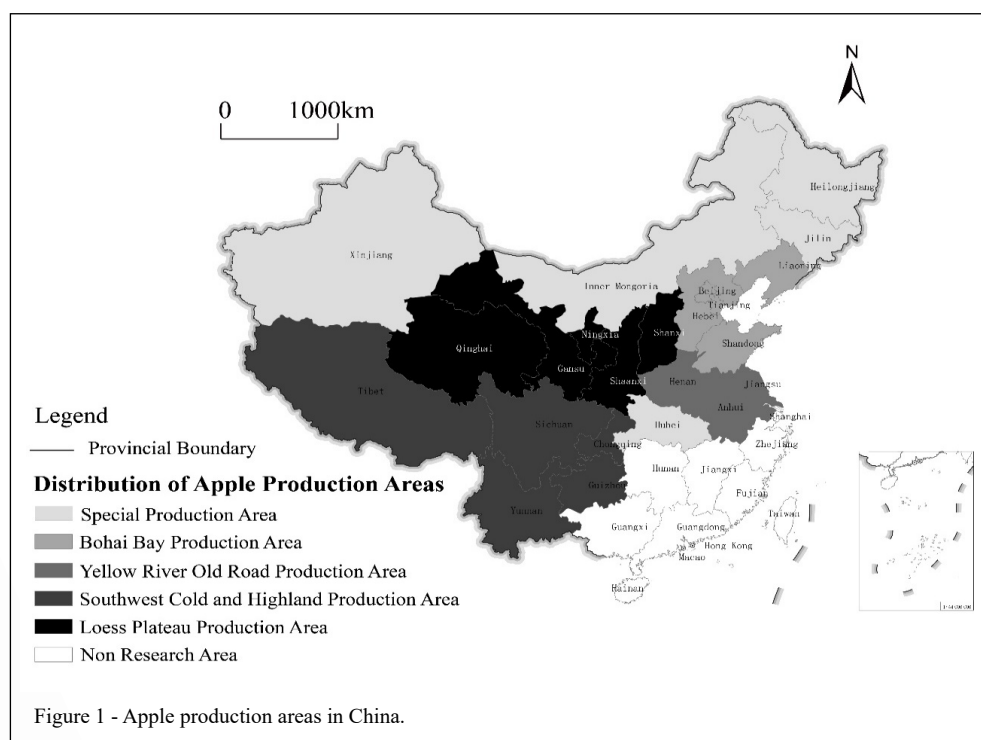 N
0 1000km
Heilongjiang
Jilin
Xinjiang
Liaoning
Inner Mongoria
Beijing
Tianjing
Hebei
Ningxia
Shanxi
Shandong
Qinghai
Gansu
Shaanxi
Henan
Jiangsu
Tibet
Anhui
Shanghai
Sichuan
Hubei
Zhejiang
Chongqing
Hunan
Jiangxi
Guizhou
Fujian
Yunnan
Taiwan
Guangxi
Guangdong
Hong Kong
Macao
Hainan
Legend
Provincial Boundary
Distribution of Apple Production Areas
Special Production Area
Bohai Bay Production Area
Yellow River Old Road Production Area
Southwest Cold and Highland Production Area
Loess Plateau Production Area
Non Research Area
Figure 1 - Apple production areas in China.